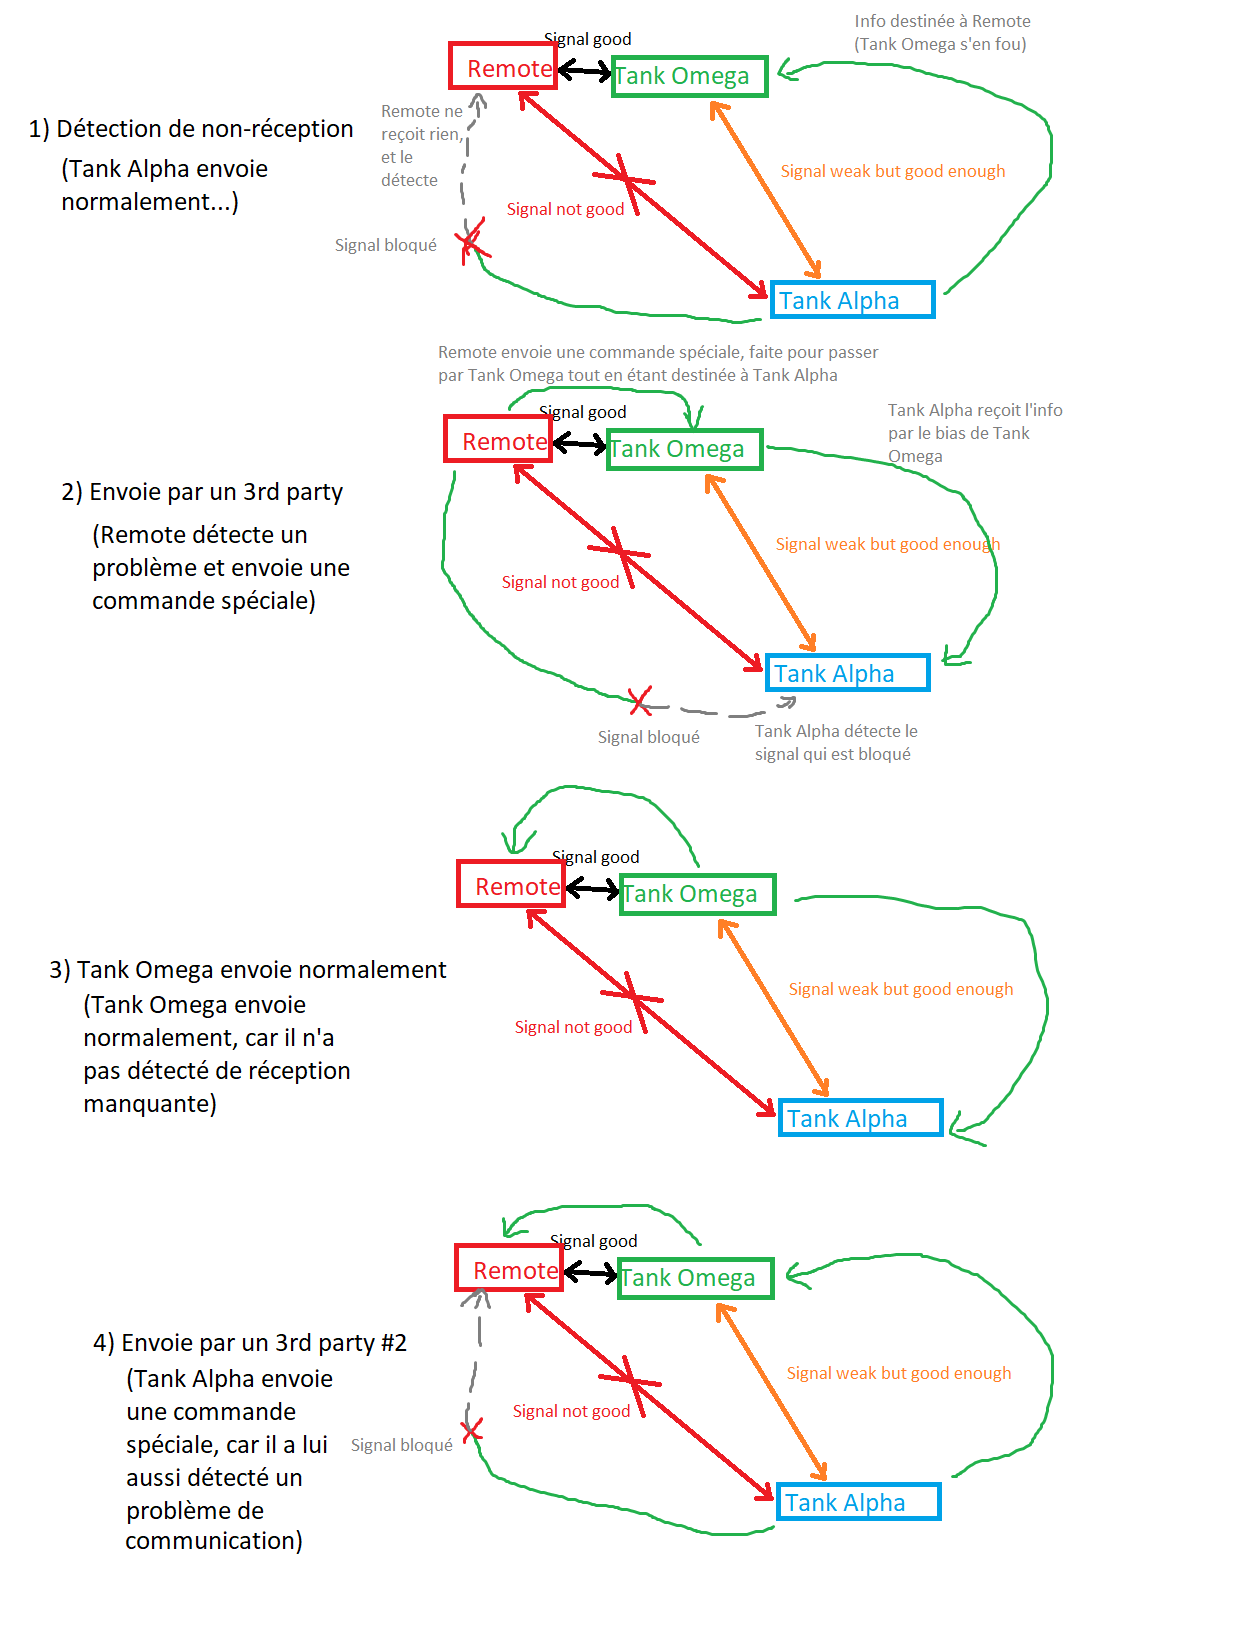 Info destinée à Remote
(Tank Omega s'en fou)
Signal good
Remote
Tank Omega
Remote ne
reçoit rien,
et le
détecte
1) Détection de non-réception
(Tank Alpha envoie
normalement...)
Signal weak but good enough
Signal not good
Signal bloqué
Tank Alpha
Remote envoie une commande spéciale, faite pour passer
par Tank Omega tout en étant destinée à Tank Alpha
Signal good
Remote
Tank Omega
Tank Alpha reçoit l'info
par le bias de Tank
Omega
2) Envoie par un 3rd party
(Remote détecte un
problème et envoie une
commande spéciale)
Signal weak but good enough
Signal not good
Tank Alpha
Signal bloqué
Tank Alpha détecte le
signal qui est bloqué
Signal good
Remote
Tank Omega
3) Tank Omega envoie normalement
(Tank Omega envoie
normalement, car il n'a
pas détecté de réception
manquante)
Signal weak but good enough
Signal not good
Tank Alpha
Signal good
Remote
Tank Omega
4) Envoie par un 3rd party #2
(Tank Alpha envoie
une commande
spéciale, car il a lui
aussi détecté un
problème de
communication)
Signal weak but good enough
Signal not good
Signal bloqué
Tank Alpha